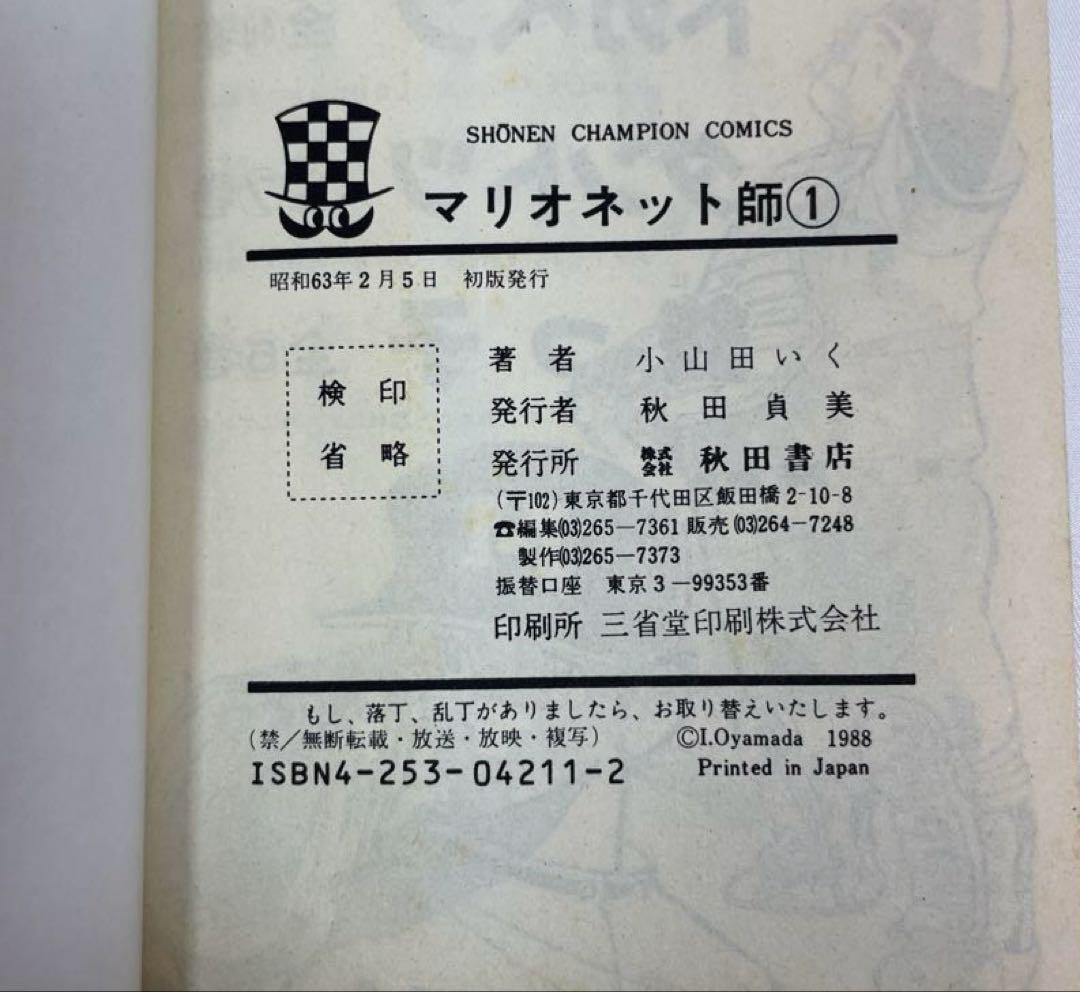 SHŌNEN CHAMPION COMICS
マリオネット師①
昭和63年2月5日 初版発行
検印
省略
著者 小山田いく
発行者 秋田貞美
発行所 株式会社 秋田書店
(〒102)東京都千代田区飯田橋2-10-8
☎編集(03)265―7361 販売(03)264―7248
製作(03)265―7373
振替口座 東京3―99353番
印刷所 三省堂印刷株式会社
もし、落丁、乱丁がありましたら、お取り替えいたします。
(禁/無断転載・放送・放映・複写) ©I.Oyamada 1988
ISBN4-253-04211-2 Printed in Japan